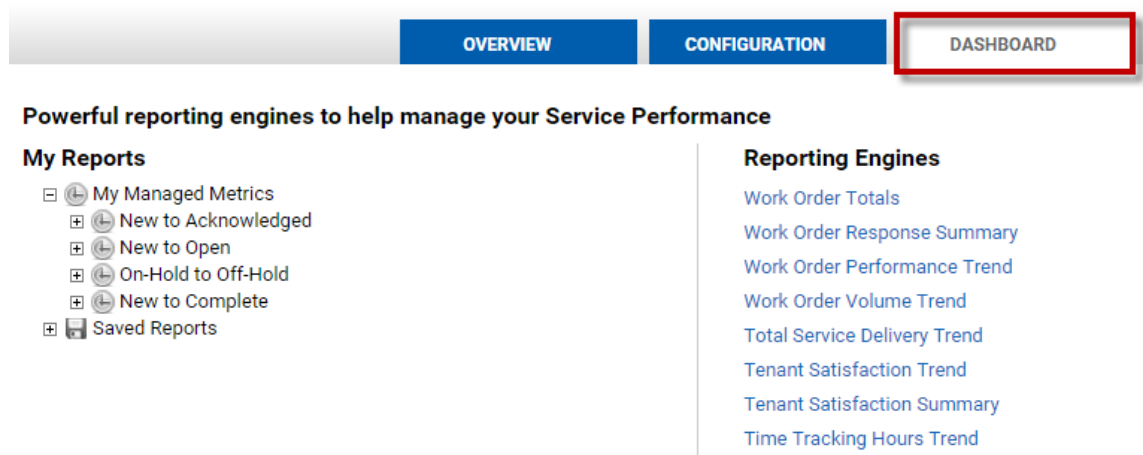 OVERVIEW
CONFIGURATION
DASHBOARD
Powerful reporting engines to help manage your Service Performance
My Reports
My Managed Metrics
New to Acknowledged
New to Open
On-Hold to Off-Hold
New to Complete
Saved Reports
Reporting Engines
Work Order Totals
Work Order Response Summary
Work Order Performance Trend
Work Order Volume Trend
Total Service Delivery Trend
Tenant Satisfaction Trend
Tenant Satisfaction Summary
Time Tracking Hours Trend